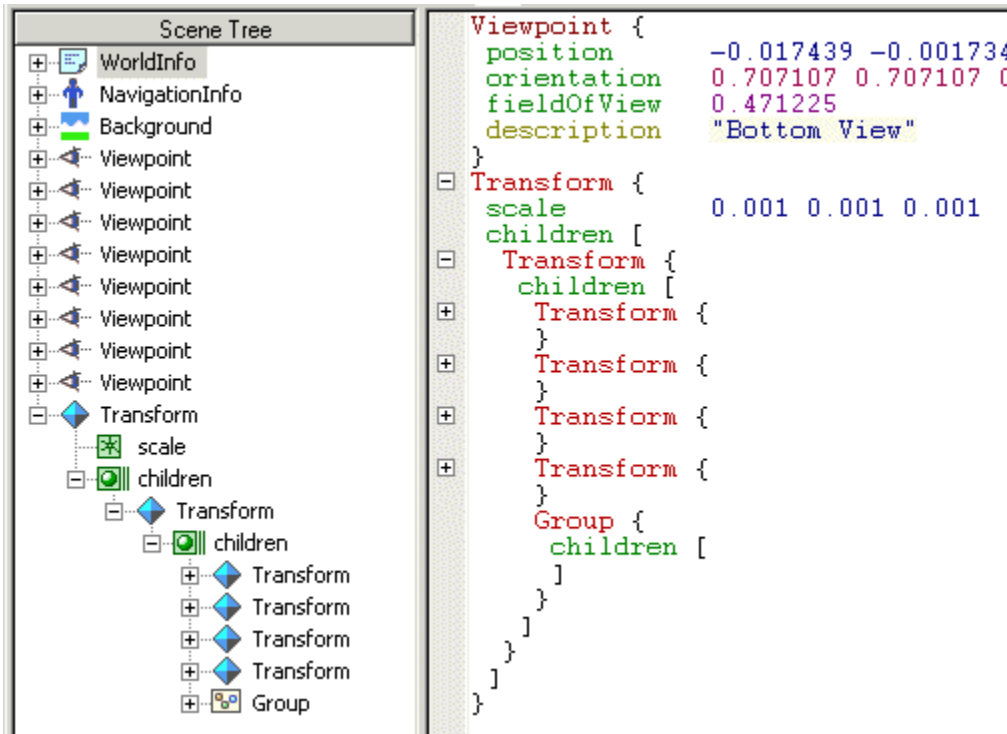 Scene Tree
WorldInfo
NavigationInfo
Background
Viewpoint
Viewpoint
Viewpoint
Viewpoint
Viewpoint
Viewpoint
Viewpoint
Viewpoint
Transform
scale
children
Transform
children
Transform
Transform
Transform
Transform
Group
Viewpoint {
position -0.017439 -0.001734
orientation 0.707107 0.707107 0
fieldOfView 0.471225
description "Bottom View"
}
Transform {
scale 0.001 0.001 0.001
children [
Transform {
children [
Transform {
}
Transform {
}
Transform {
}
Transform {
}
Group {
children [
]
}
]
}
]
}